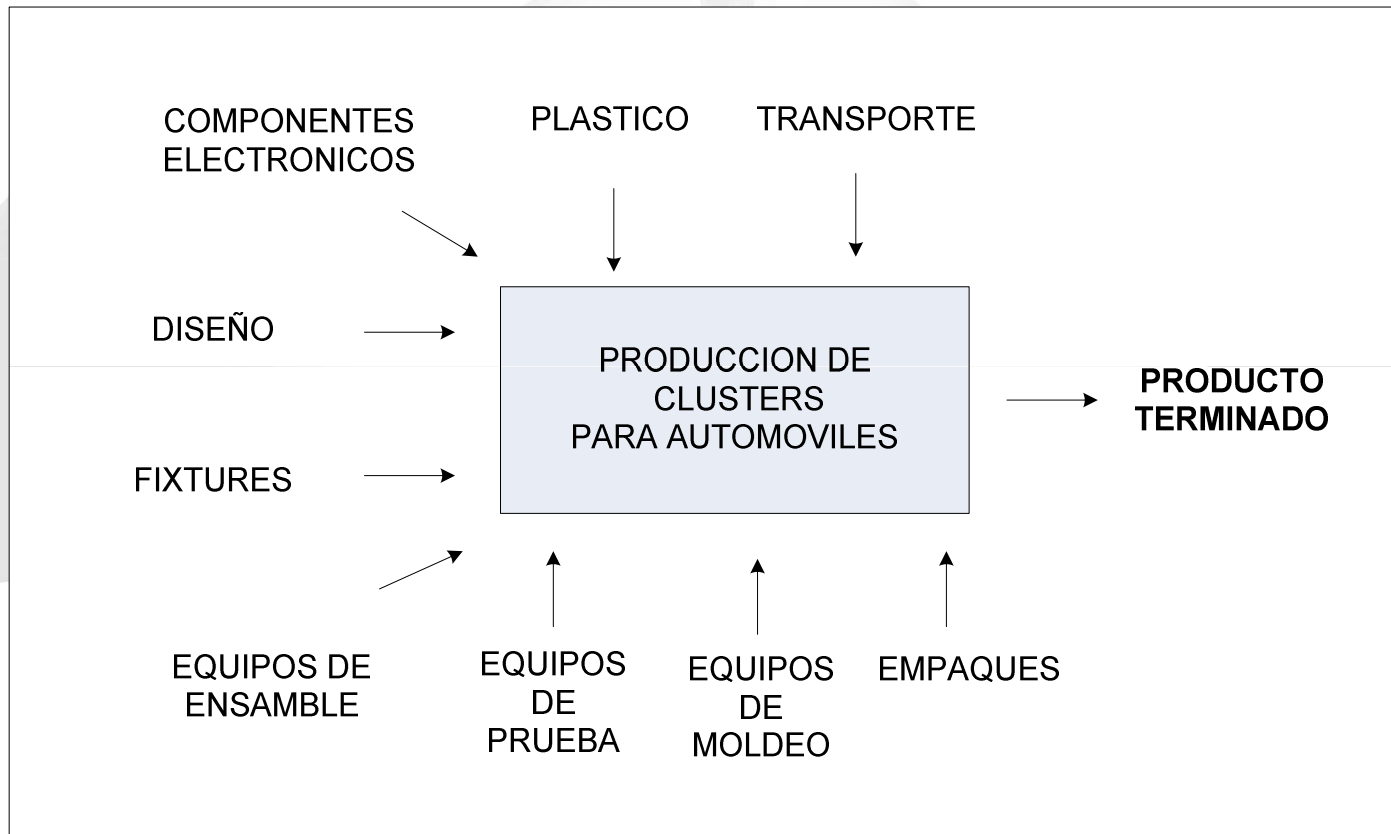 COMPONENTES
ELECTRONICOS
PLASTICO
TRANSPORTE
DISEÑO
PRODUCCION DE
CLUSTERS
PARA AUTOMOVILES
PRODUCTO
TERMINADO
FIXTURES
EQUIPOS DE
ENSAMBLE
EQUIPOS
DE
PRUEBA
EQUIPOS
DE
MOLDEO
EMPAQUES